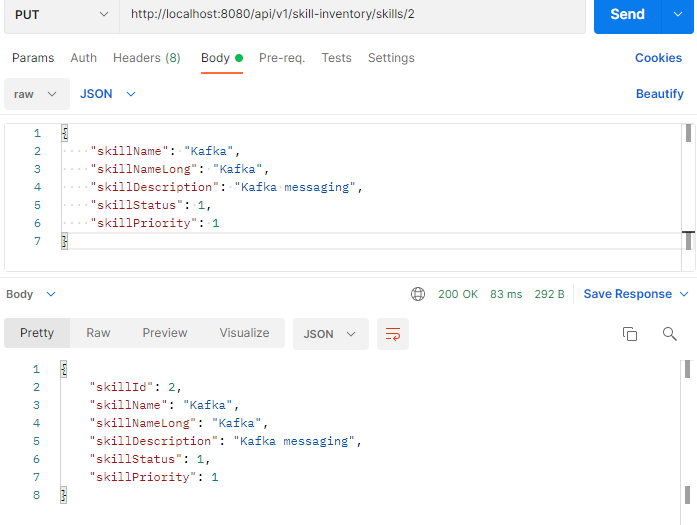 PUT http://localhost:8080/api/v1/skill-inventory/skills/2 Send
Params Auth Headers (8) Body Pre-req. Tests Settings Cookies
raw JSON Beautify
1 {
2 "skillName": "Kafka",
3 "skillNameLong": "Kafka",
4 "skillDescription": "Kafka messaging",
5 "skillStatus": 1,
6 "skillPriority": 1
7 }
Body 200 OK 83 ms 292 B Save Response
Pretty Raw Preview Visualize JSON
1 {
2 "skillId": 2,
3 "skillName": "Kafka",
4 "skillNameLong": "Kafka",
5 "skillDescription": "Kafka messaging",
6 "skillStatus": 1,
7 "skillPriority": 1
8 }